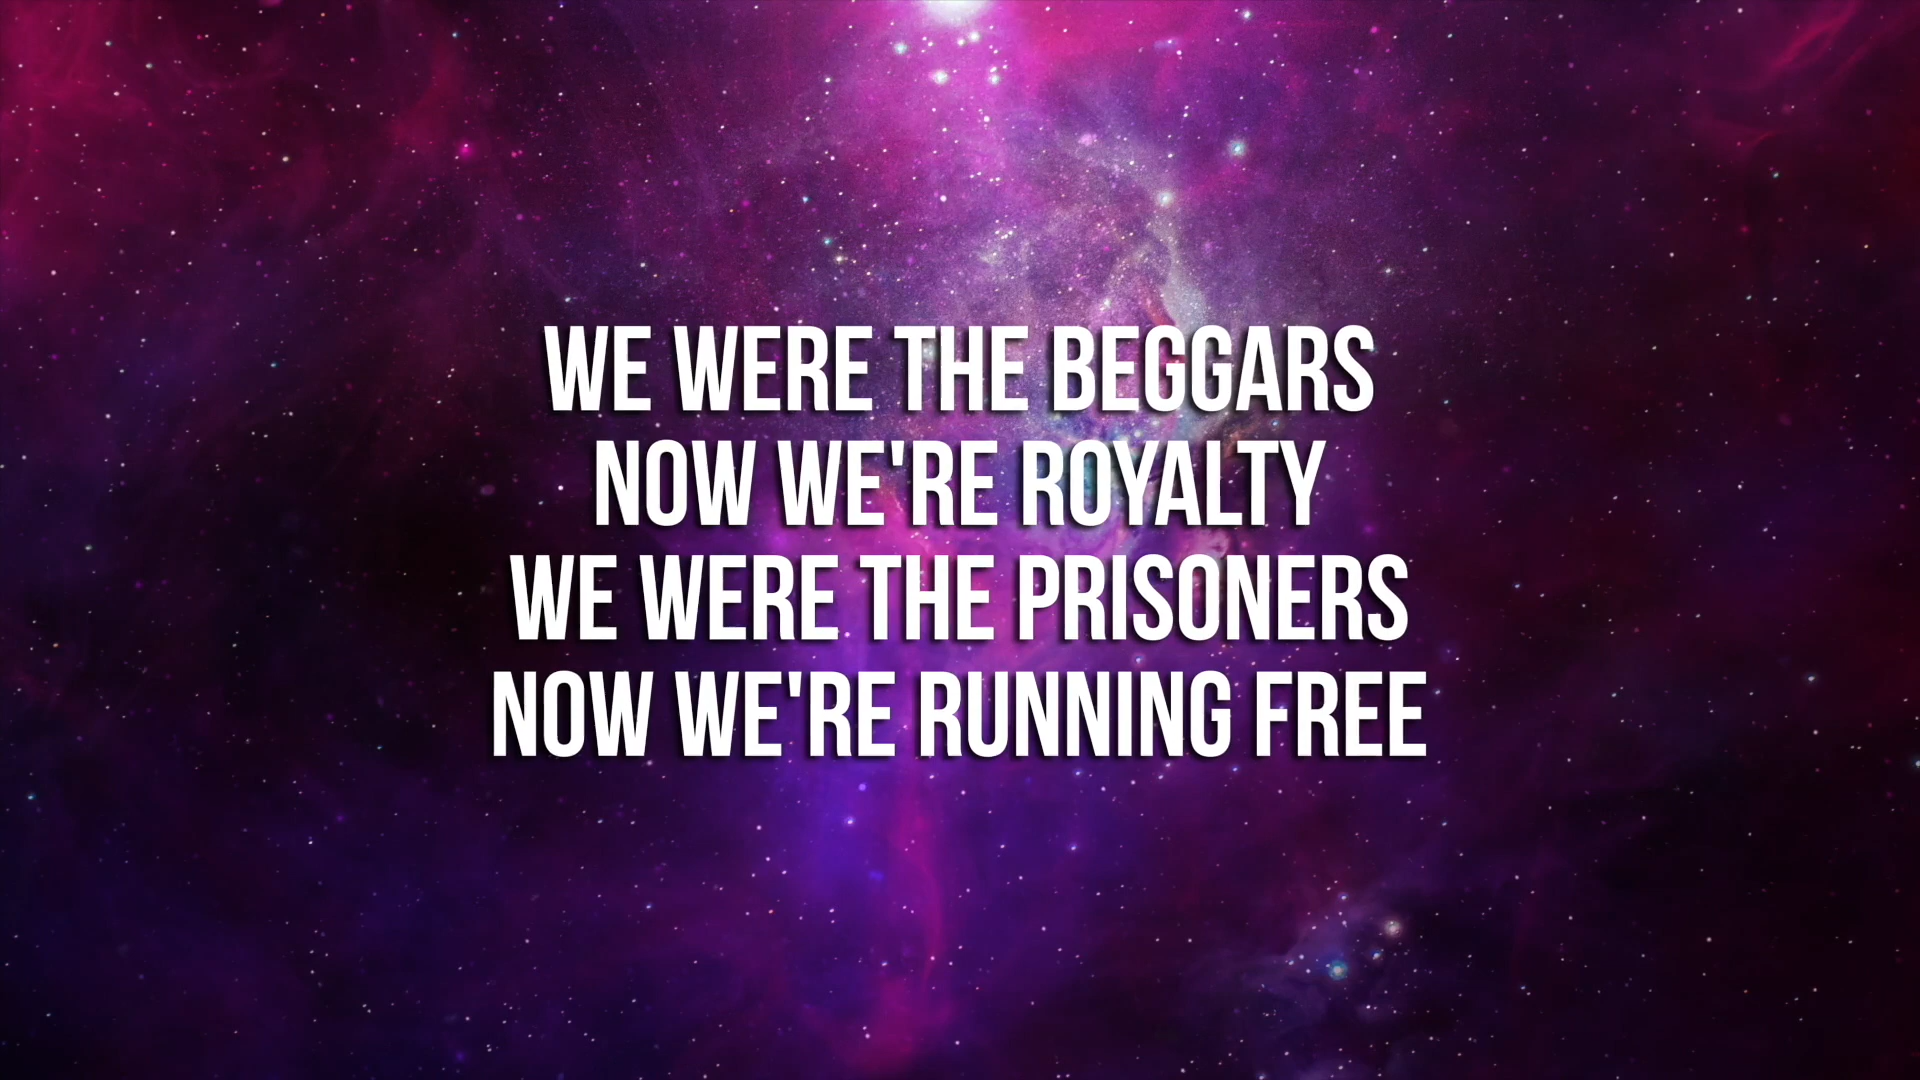 WE WERE THE BEGGARS
NOW WE'RE ROYALTY
WE WERE THE PRISONERS
NOW WE'RE RUNNING FREE